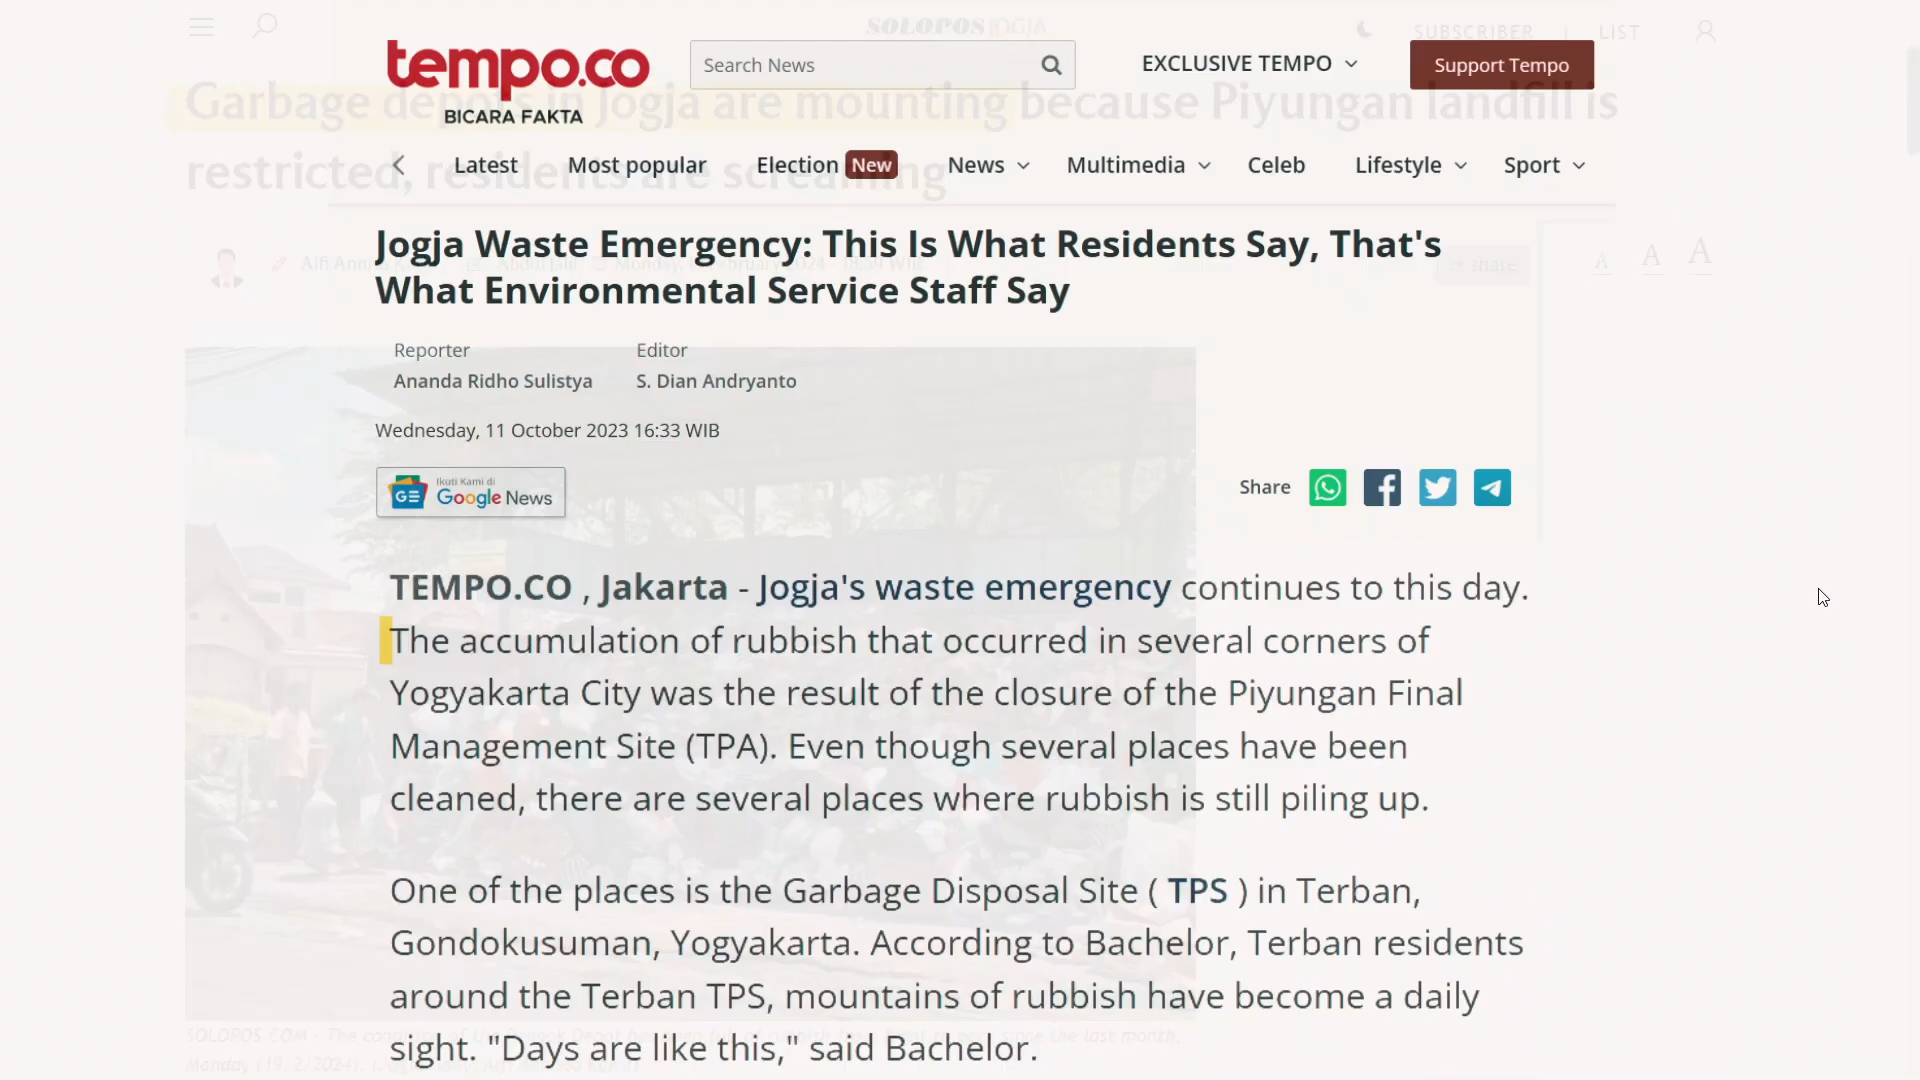 SOLOPOS JOGJA
SUBSCRIBER | LIST
tempo.co
BICARA FAKTA
Search News
EXCLUSIVE TEMPO
Support Tempo
Garbage depots in Jogja are mounting because Piyungan landfill is
restricted, residents are screaming
Latest
Most popular
Election New
News
Multimedia
Celeb
Lifestyle
Sport
Jogja Waste Emergency: This Is What Residents Say, That's
What Environmental Service Staff Say
share
A A A
Reporter
Editor
Ananda Ridho Sulistya
S. Dian Andryanto
Wednesday, 11 October 2023 16:33 WIB
Ikuti Kami di
GE Google News
Share
TEMPO.CO , Jakarta - Jogja's waste emergency continues to this day.
The accumulation of rubbish that occurred in several corners of
Yogyakarta City was the result of the closure of the Piyungan Final
Management Site (TPA). Even though several places have been
cleaned, there are several places where rubbish is still piling up.
One of the places is the Garbage Disposal Site ( TPS ) in Terban,
Gondokusuman, Yogyakarta. According to Bachelor, Terban residents
around the Terban TPS, mountains of rubbish have become a daily
sight. "Days are like this," said Bachelor.